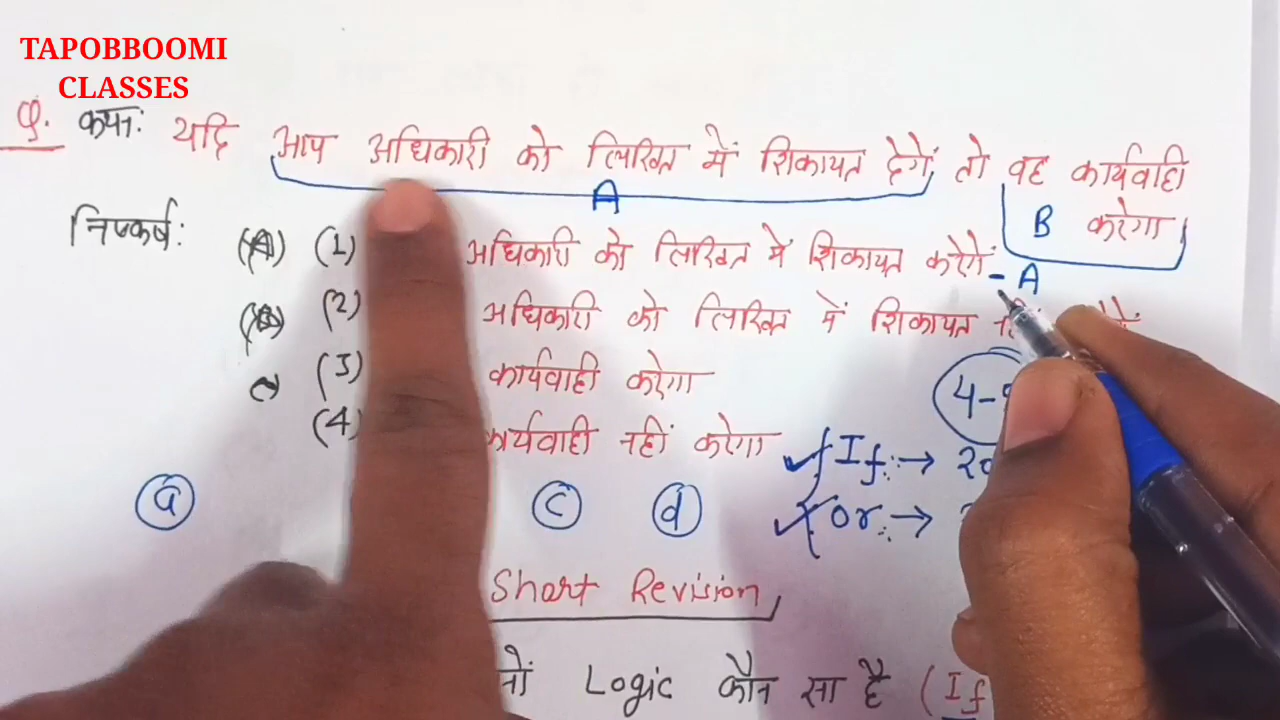 TAPOBBOOMI
CLASSES
Q. कथन: यदि आप अधिकारी को लिखित में शिकायत देगें तो वह कार्यवाही
A
B करेगा
निष्कर्ष: (A) (1) अधिकारी को लिखित में शिकायत करेगें - A
(B) (2) अधिकारी को लिखित में शिकायत
(3) कार्यवाही करेगा
(4) कार्यवाही नहीं करेगा
If: →
Or: →
a c d
Short Revision
Logic कौन सा है (If